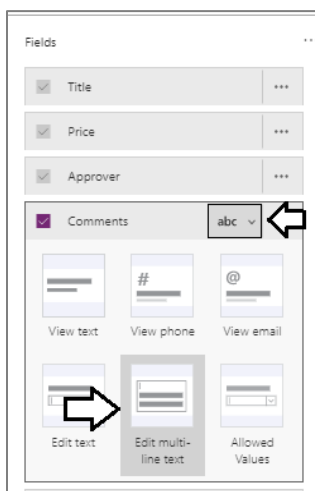 Fields
Title
Price
Approver
Comments abc
View text
#
View phone
@
View email
Edit text
Edit multi-
line text
Allowed
Values